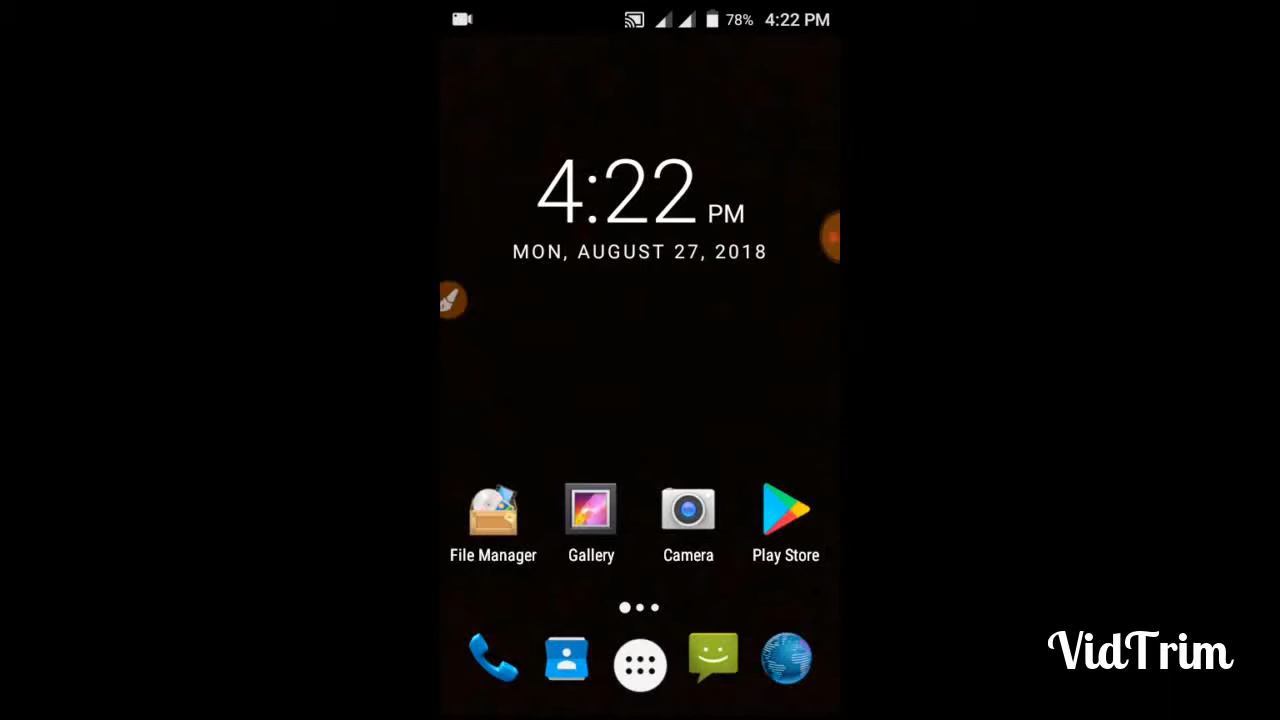 78% 4:22 PM
4:22 PM
MON, AUGUST 27, 2018
File Manager Gallery Camera Play Store
VidTrim